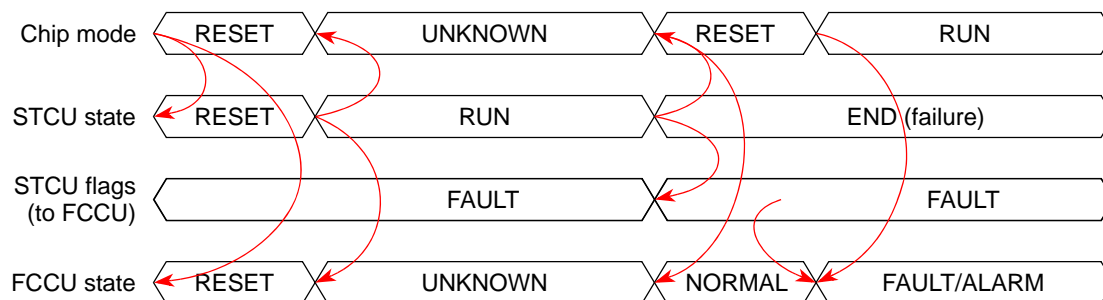 Chip mode RESET UNKNOWN RESET RUN
STCU state RESET RUN END (failure)
STCU flags
(to FCCU) FAULT FAULT
FCCU state RESET UNKNOWN NORMAL FAULT/ALARM